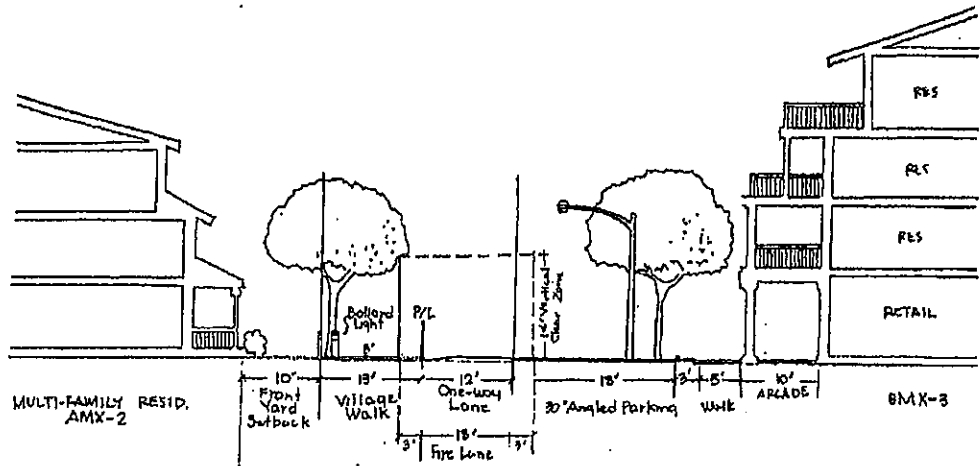 RES
RES
RES
RETAIL
Bollard
Light
P/L
14' Vertical
Clear Zone
8'
10'
13'
12'
18'
3'
5'
10'
Front
Yard
Setback
Village
Walk
One-way
Lane
30° Angled Parking
Walk
ARCADE
MULTI-FAMILY RESID.
AMX-2
BMX-3
3'
18'
3'
Fire Lane